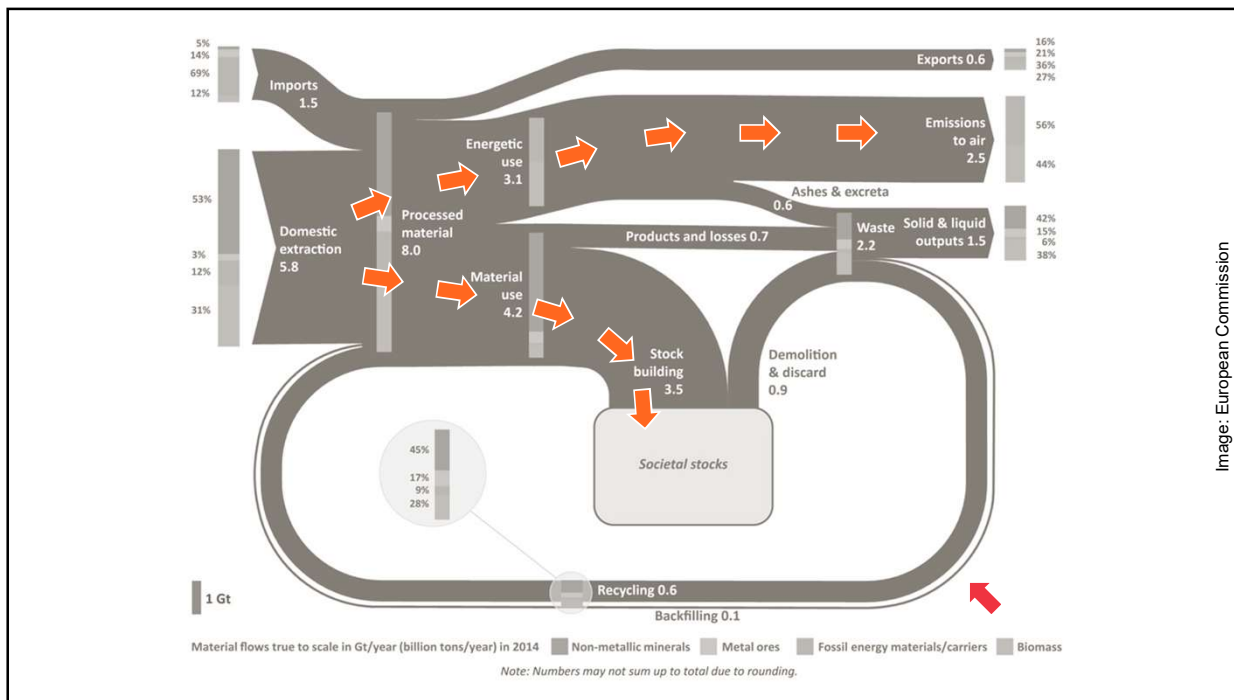 5%
14%
69%
12%
Imports
1.5
53%
3%
12%
31%
Domestic
extraction
5.8
Processed
material
8.0
Energetic
use
3.1
Material
use
4.2
Exports 0.6
16%
21%
36%
27%
Emissions
to air
2.5
56%
44%
Ashes & excreta
0.6
Products and losses 0.7
Waste
2.2
Solid & liquid
outputs 1.5
42%
15%
6%
38%
Stock
building
3.5
Demolition
& discard
0.9
Societal stocks
45%
17%
9%
28%
Recycling 0.6
Backfilling 0.1
1 Gt
Material flows true to scale in Gt/year (billion tons/year) in 2014 Non-metallic minerals Metal ores Fossil energy materials/carriers Biomass
Note: Numbers may not sum up to total due to rounding.
Image: European Commission